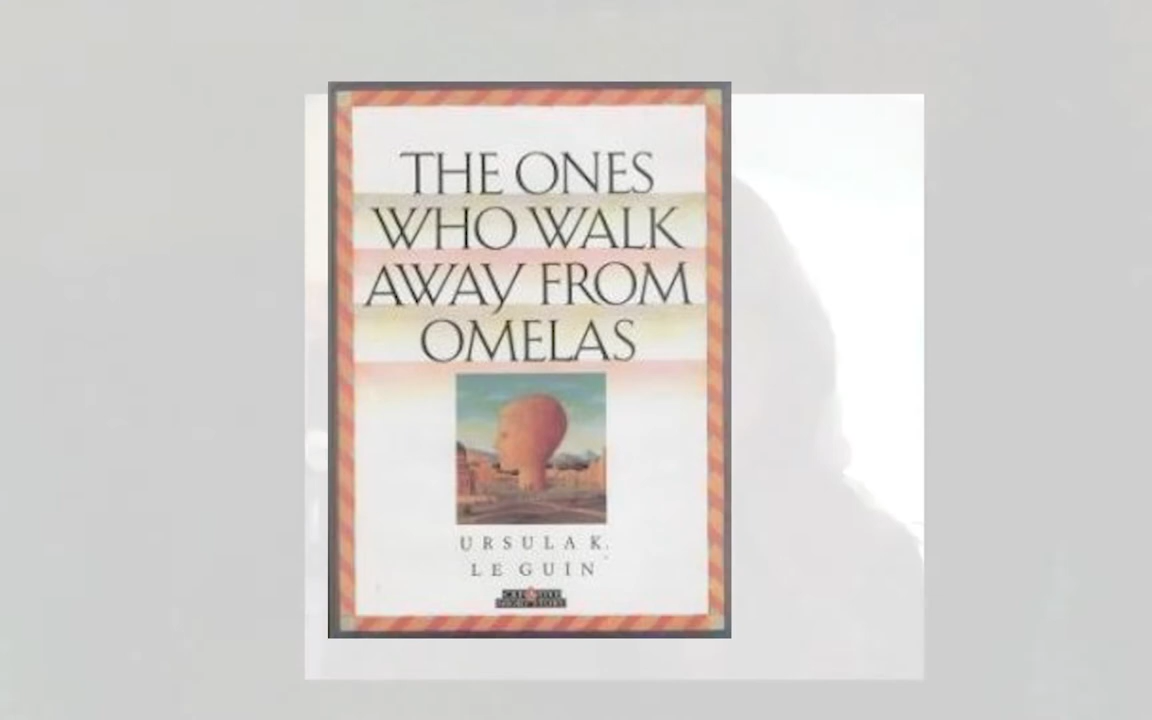 THE ONES
WHO WALK
AWAY FROM
OMELAS
URSULA K.
LE GUIN